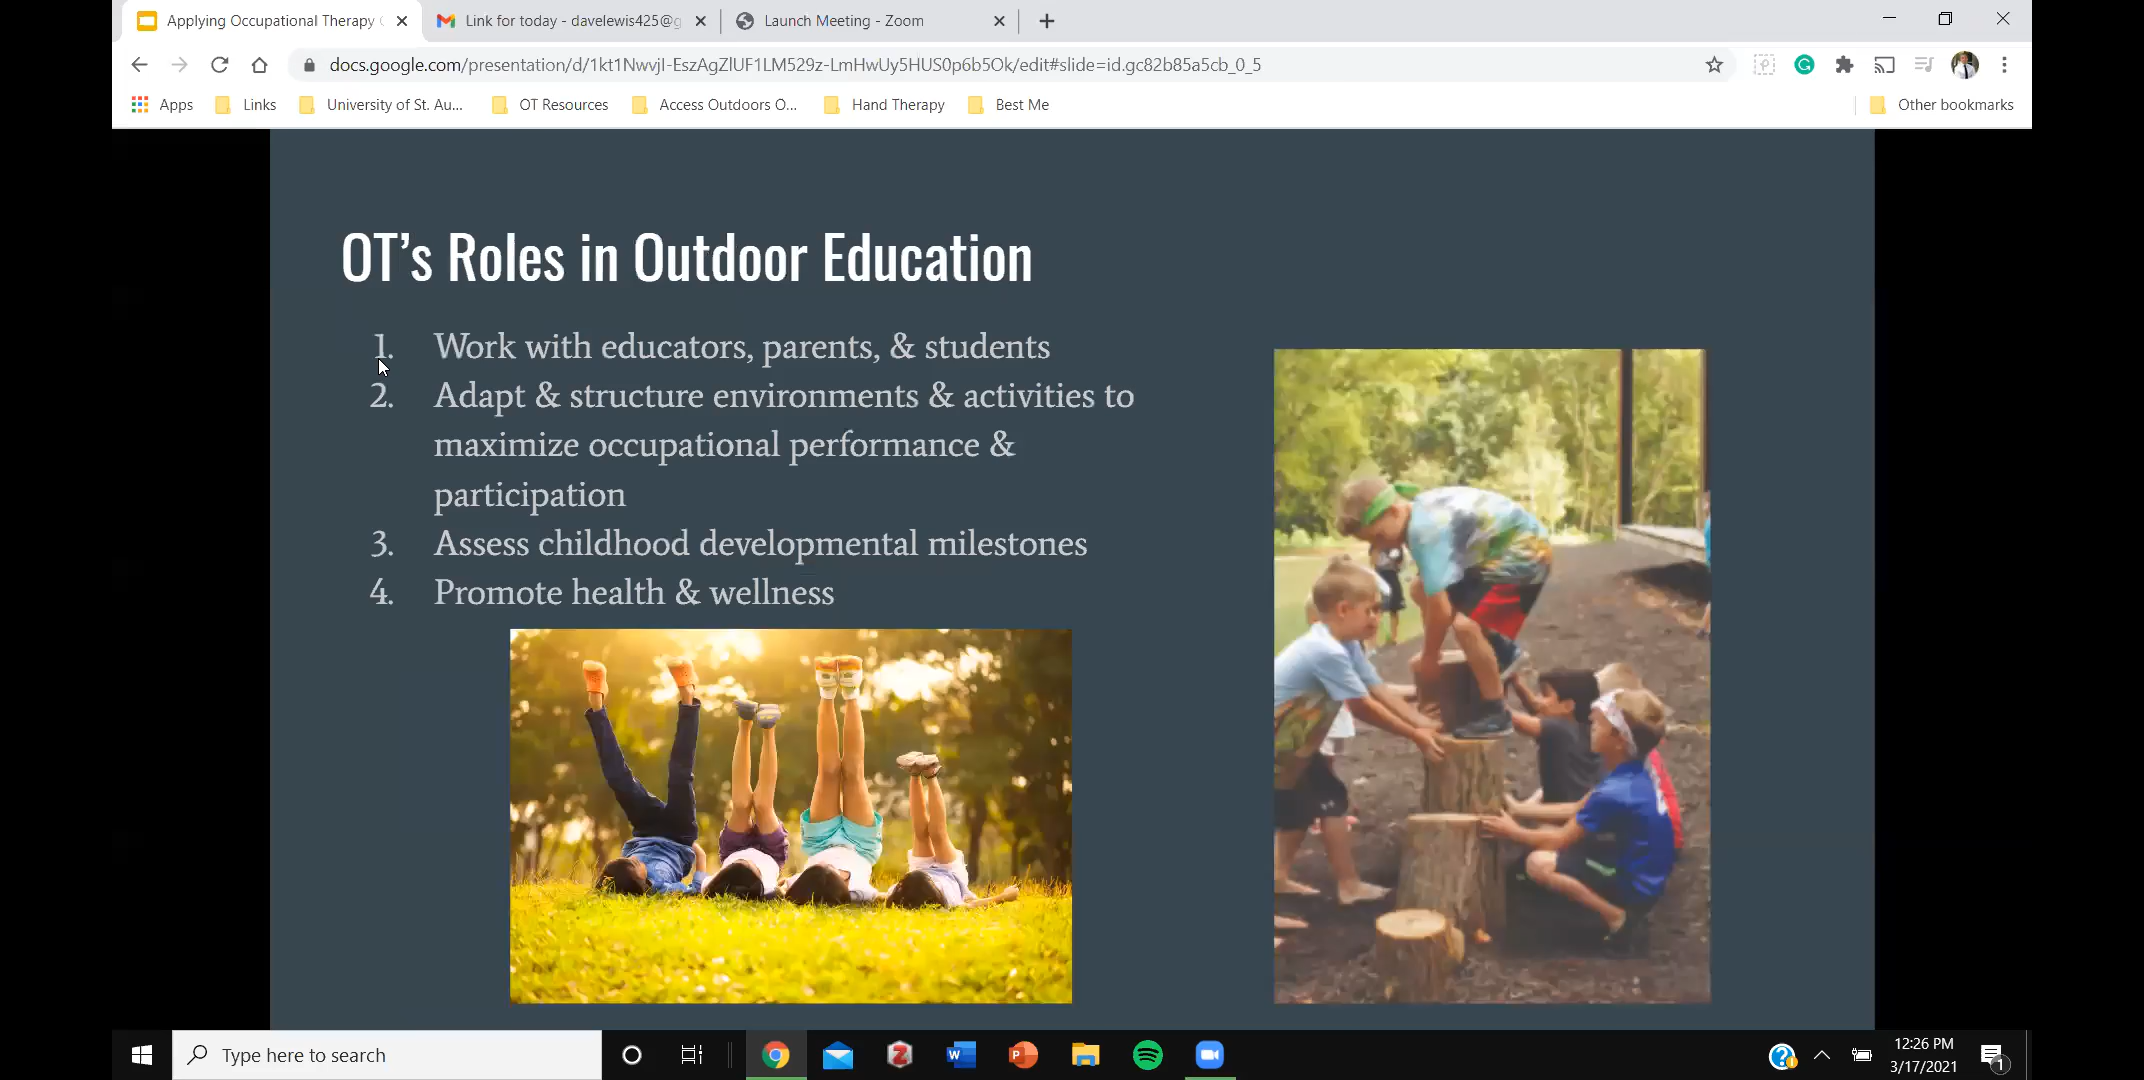 Applying Occupational Therapy
Link for today - davelewis425@g
Launch Meeting - Zoom
docs.google.com/presentation/d/1kt1NwvjI-EszAgZlUF1LM529z-LmHwUy5HUS0p6b5Ok/edit#slide=id.gc82b85a5cb_0_5
Apps
Links
University of St. Au...
OT Resources
Access Outdoors O...
Hand Therapy
Best Me
Other bookmarks
OT's Roles in Outdoor Education
1. Work with educators, parents, & students
2. Adapt & structure environments & activities to
maximize occupational performance &
participation
3. Assess childhood developmental milestones
4. Promote health & wellness
Type here to search
12:26 PM
3/17/2021
1